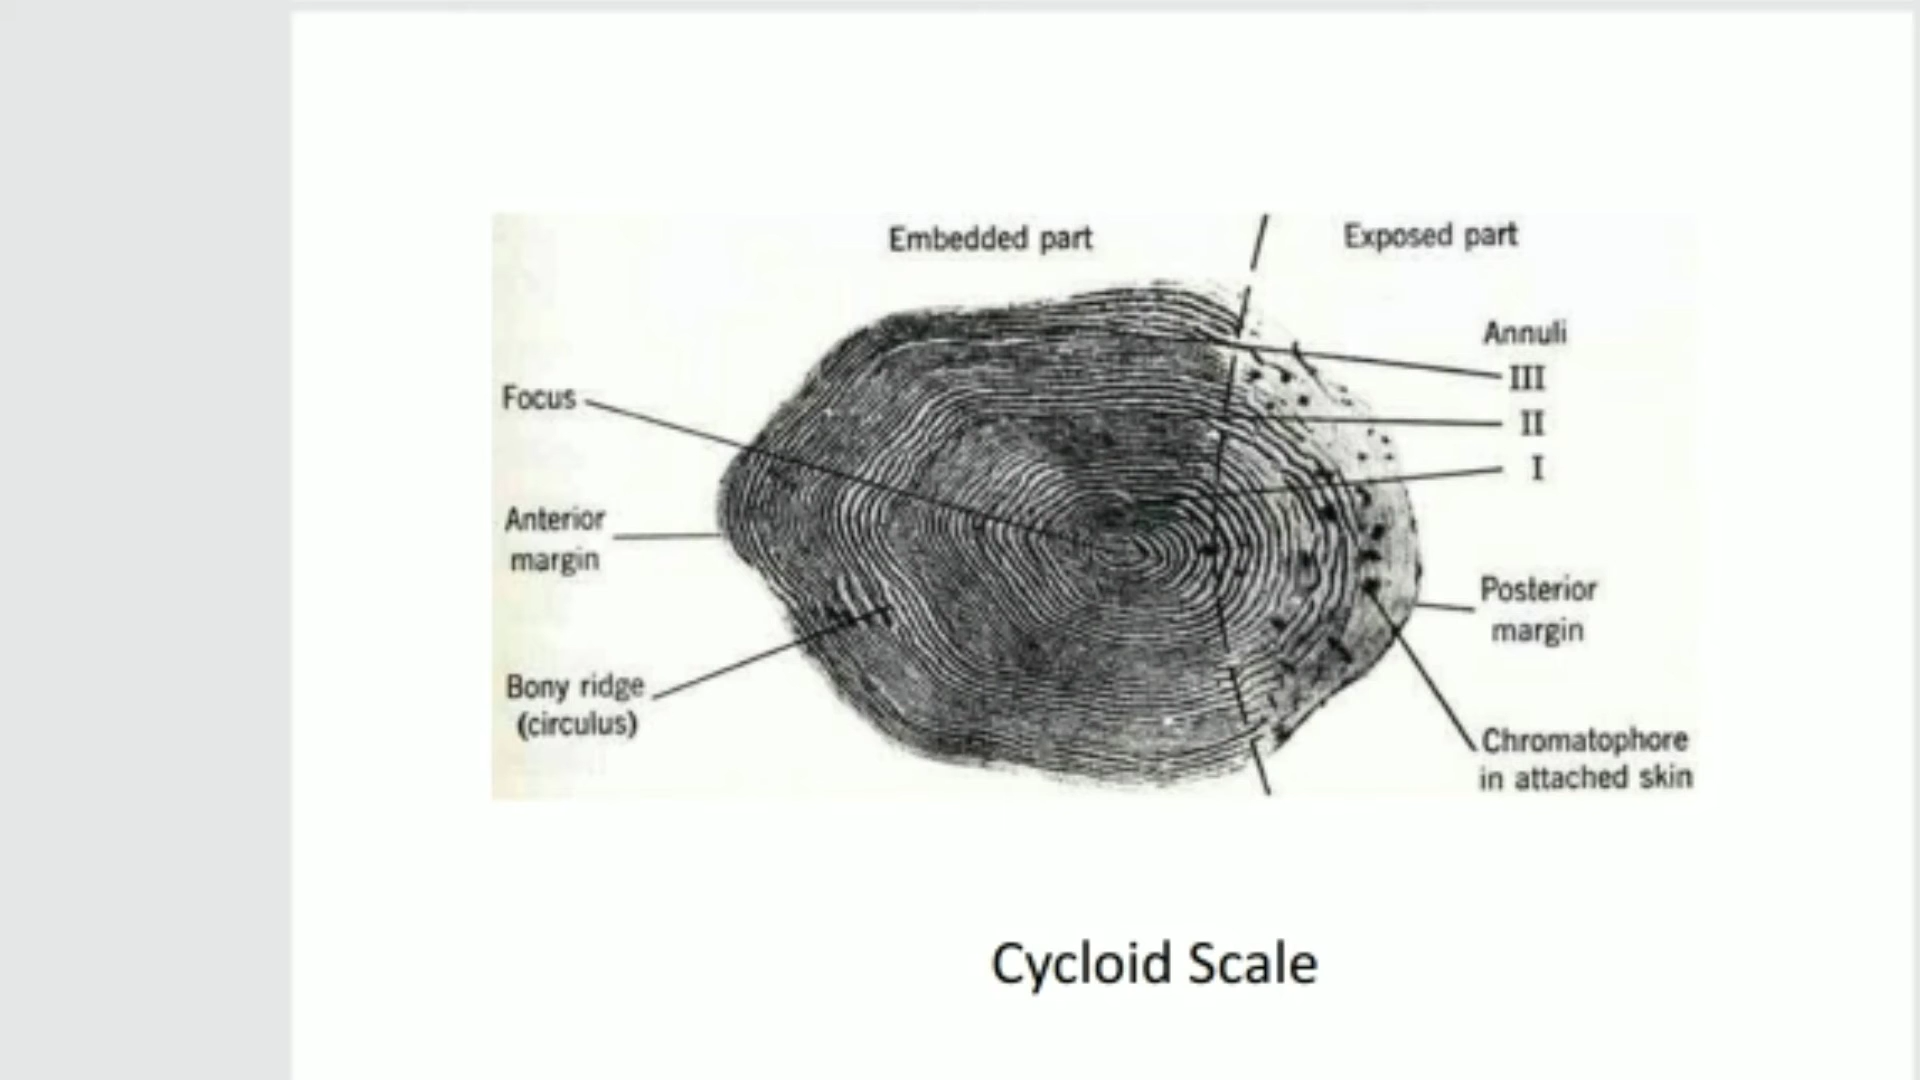 Embedded part
Exposed part
Annuli
III
II
I
Focus
Anterior
margin
Bony ridge
(circulus)
Posterior
margin
Chromatophore
in attached skin
Cycloid Scale